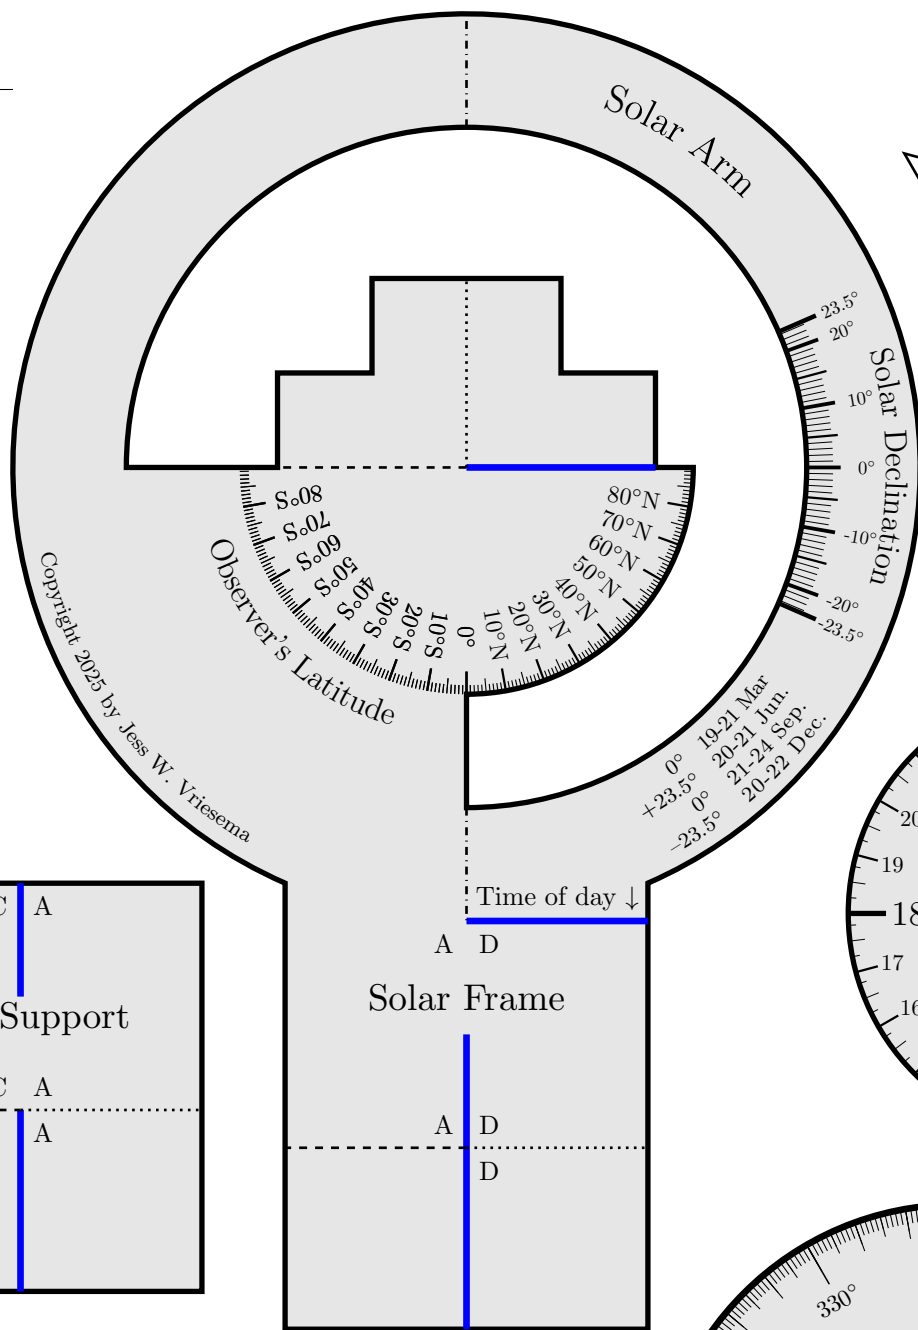 Solar Arm
23.5°
20°
10°
0°
-10°
-20°
-23.5°
Solar Declination
80°S
70°S
60°S
50°S
40°S
30°S
20°S
10°S
0°
10°N
20°N
30°N
40°N
50°N
60°N
70°N
80°N
Observer's Latitude
Copyright 2025 by Jess W. Vriesema
0° 19-21 Mar
+23.5° 20-21 Jun.
0° 21-24 Sep.
−23.5° 20-22 Dec.
Time of day ↓
A D
Solar Frame
A D
D
C A
Support
C A
A
20
19
18
17
16
330°